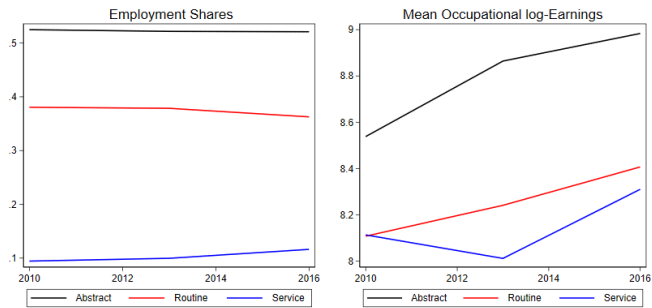 Employment Shares
.5
.4
.3
.2
.1
2010 2012 2014 2016
Abstract Routine Service
Mean Occupational log-Earnings
9
8.8
8.6
8.4
8.2
8
2010 2012 2014 2016
Abstract Routine Service